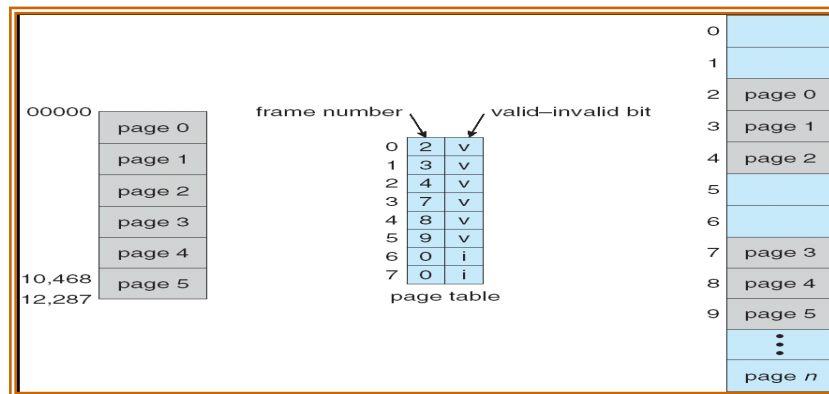 00000
page 0
page 1
page 2
page 3
page 4
page 5
10,468
12,287
frame number
valid–invalid bit
0 2 v
1 3 v
2 4 v
3 7 v
4 8 v
5 9 v
6 0 i
7 0 i
page table
0
1
2 page 0
3 page 1
4 page 2
5
6
7 page 3
8 page 4
9 page 5
page n